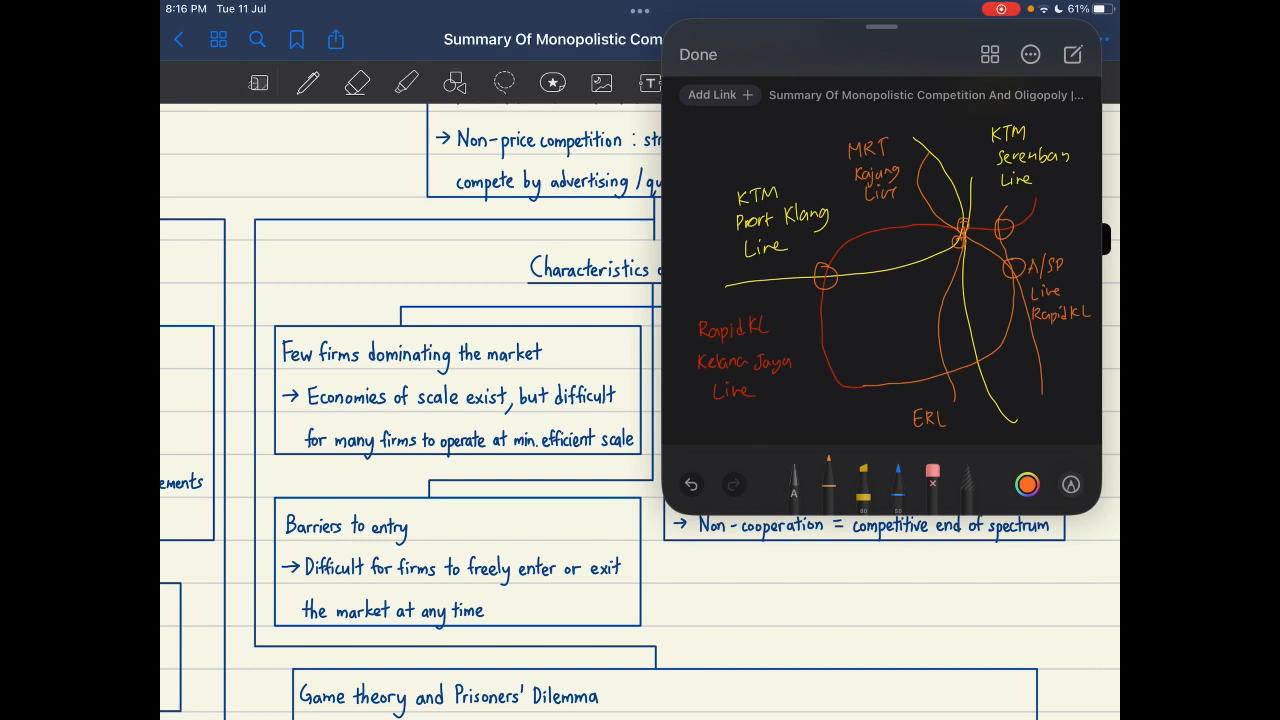 8:16 PM Tue 11 Jul
61%
Summary Of Monopolistic Com
Done
Add Link + Summary Of Monopolistic Competition And Oligopoly |...
→ Non-price competition : str
compete by advertising / qu
Characteristics o
Few firms dominating the market
→ Economies of scale exist, but difficult
for many firms to operate at min. efficient scale
ements
Barriers to entry
→ Difficult for firms to freely enter or exit
the market at any time
→ Non-cooperation = competitive end of spectrum
Game theory and Prisoners' Dilemma
MRT
Kajang
KTM
Seremban
Line
KTM
Port Klang
Line
A/SP
Line
RapidKL
RapidKL
Kelana Jaya
Line
ERL
A
80
50